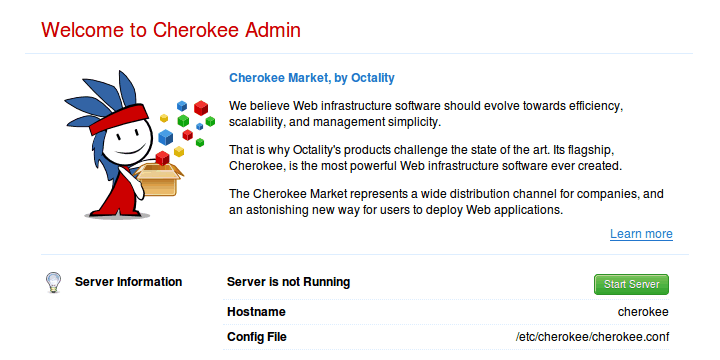 Welcome to Cherokee Admin
Cherokee Market, by Octality
We believe Web infrastructure software should evolve towards efficiency,
scalability, and management simplicity.
That is why Octality's products challenge the state of the art. Its flagship,
Cherokee, is the most powerful Web infrastructure software ever created.
The Cherokee Market represents a wide distribution channel for companies, and
an astonishing new way for users to deploy Web applications.
Learn more
Server Information
Server is not Running
Start Server
Hostname
cherokee
Config File
/etc/cherokee/cherokee.conf